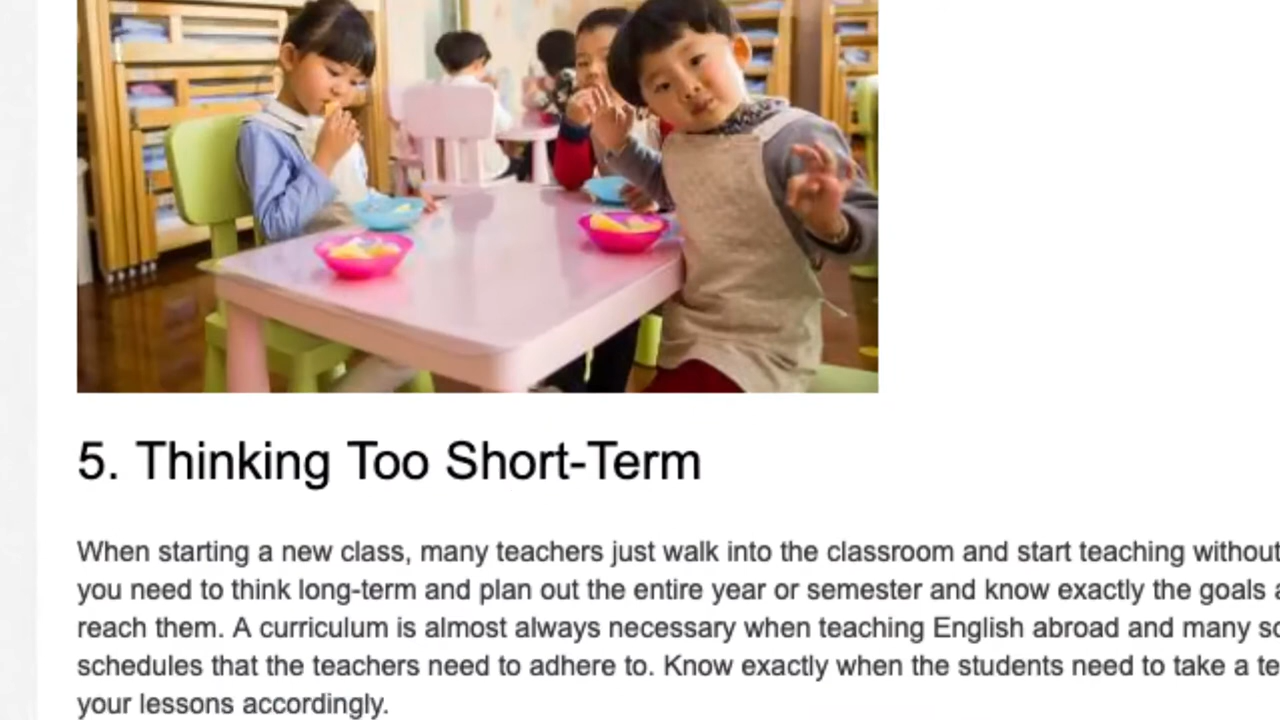 5. Thinking Too Short-Term
When starting a new class, many teachers just walk into the classroom and start teaching without
you need to think long-term and plan out the entire year or semester and know exactly the goals
reach them. A curriculum is almost always necessary when teaching English abroad and many
schedules that the teachers need to adhere to. Know exactly when the students need to take a
your lessons accordingly.